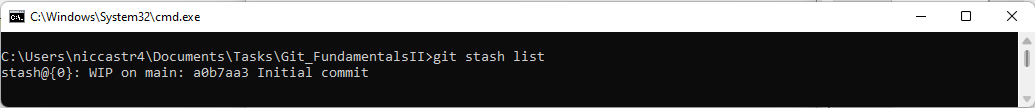 C:\Windows\System32\cmd.exe
C:\Users\niccastr4\Documents\Tasks\Git_FundamentalsII>git stash list
stash@{0}: WIP on main: a0b7aa3 Initial commit